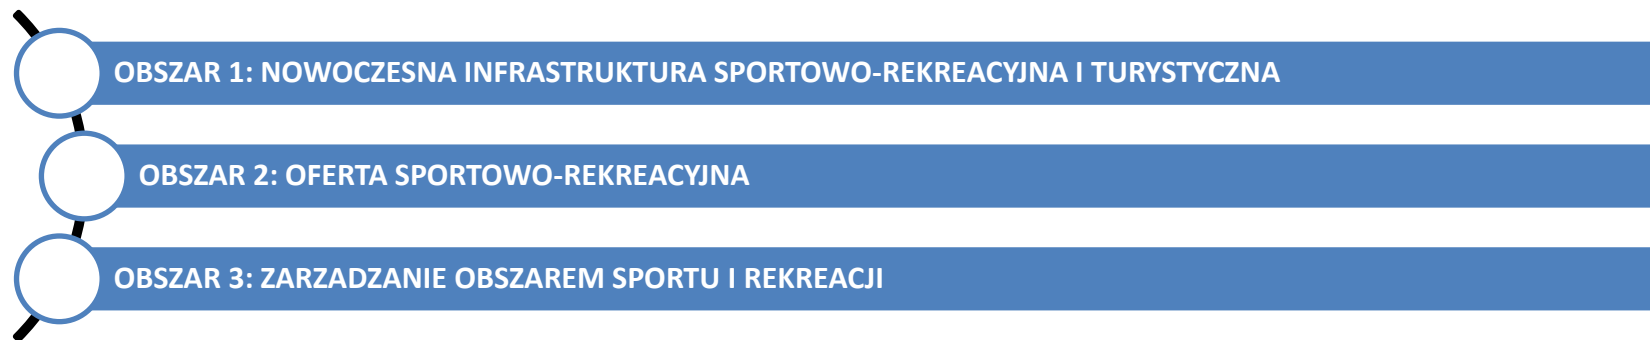 OBSZAR 1: NOWOCZESNA INFRASTRUKTURA SPORTOWO-REKREACYJNA I TURYSTYCZNA
OBSZAR 2: OFERTA SPORTOWO-REKREACYJNA
OBSZAR 3: ZARZADZANIE OBSZAREM SPORTU I REKREACJI